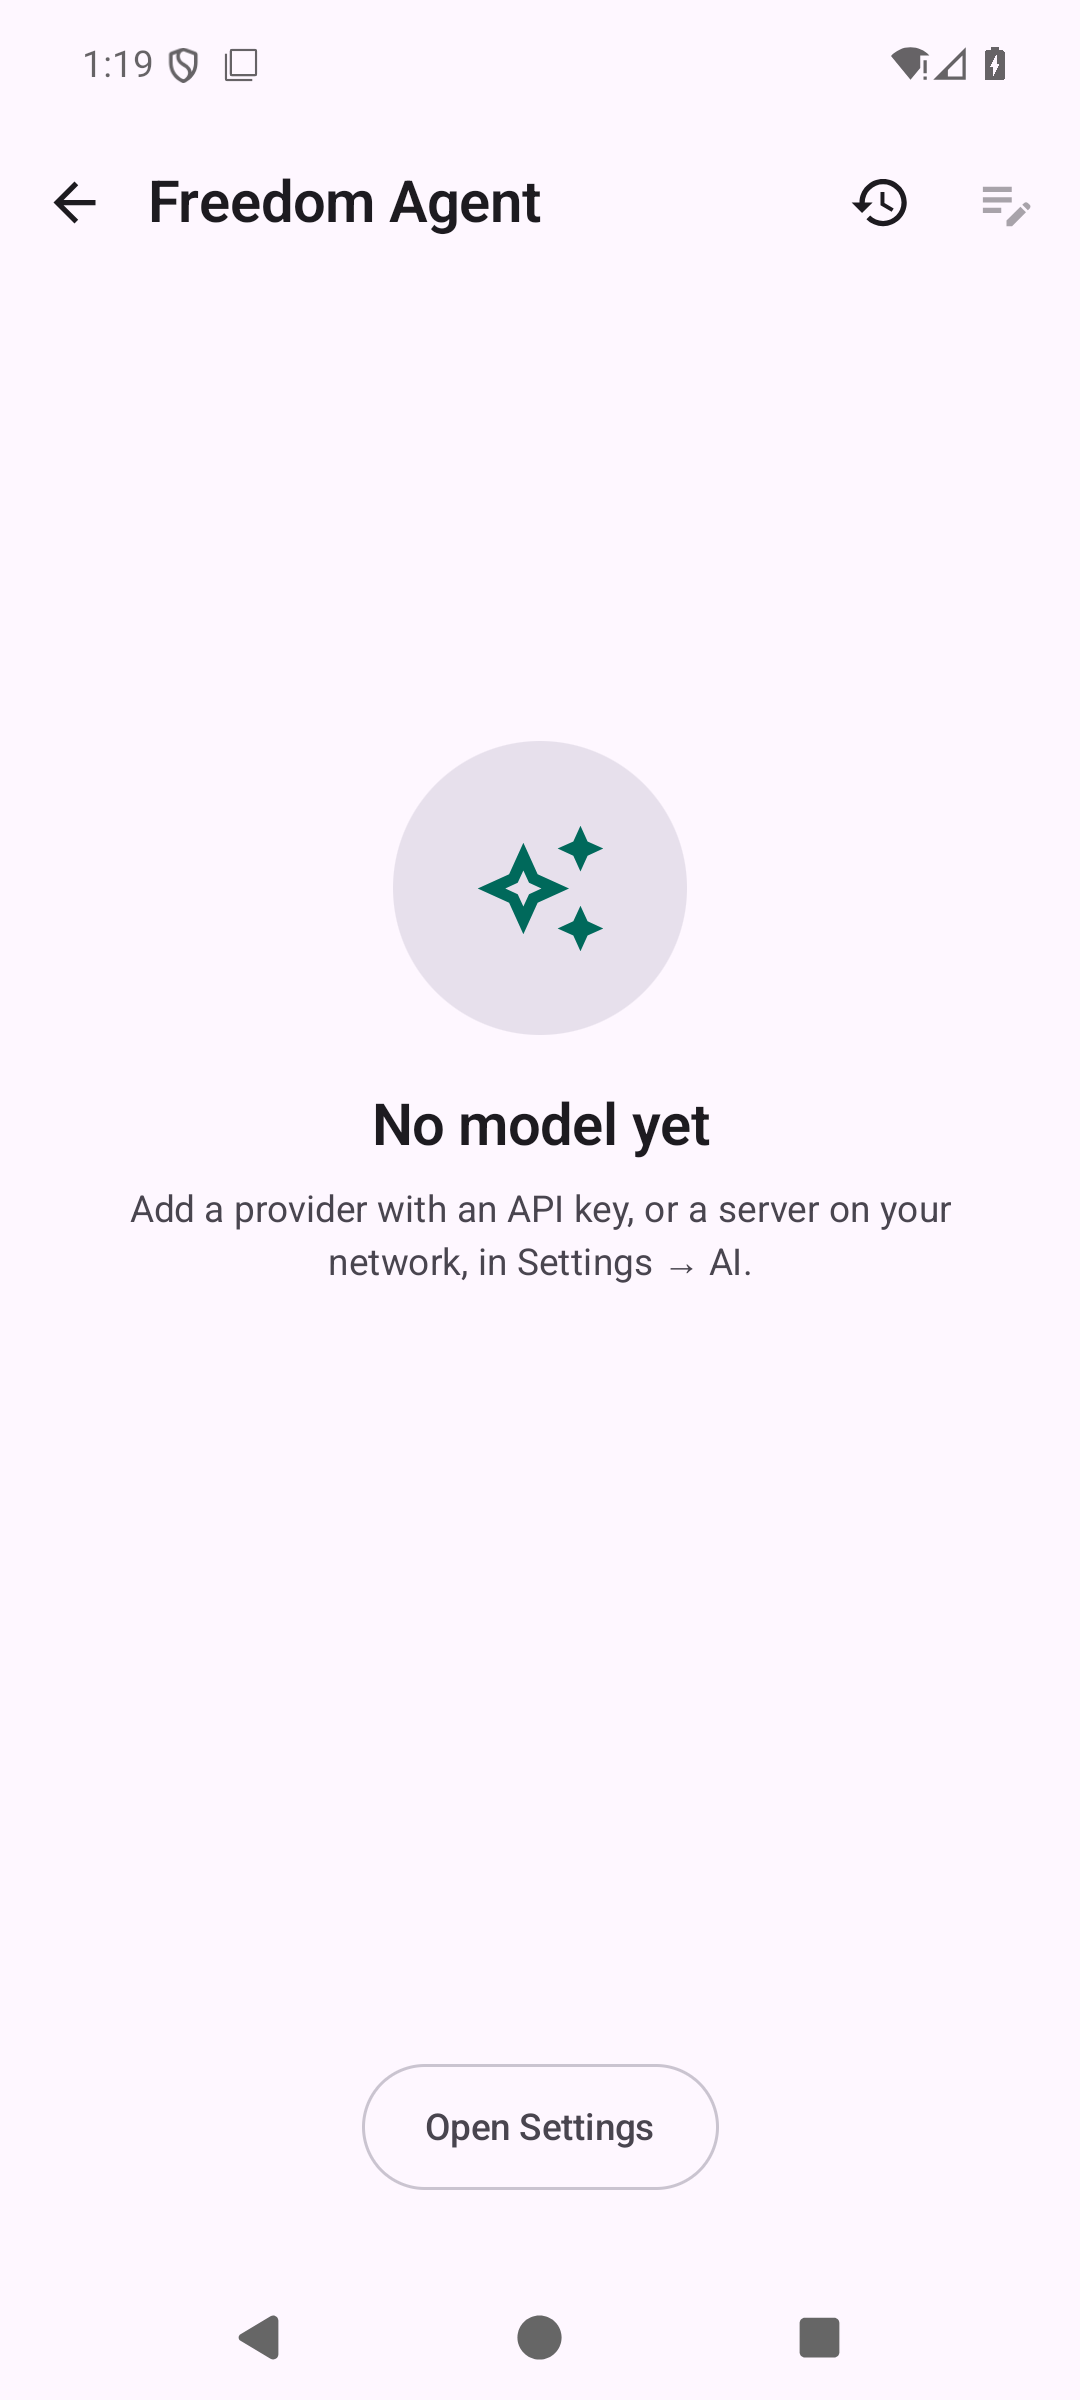 1:19
Freedom Agent
No model yet
Add a provider with an API key, or a server on your
network, in Settings → AI.
Open Settings